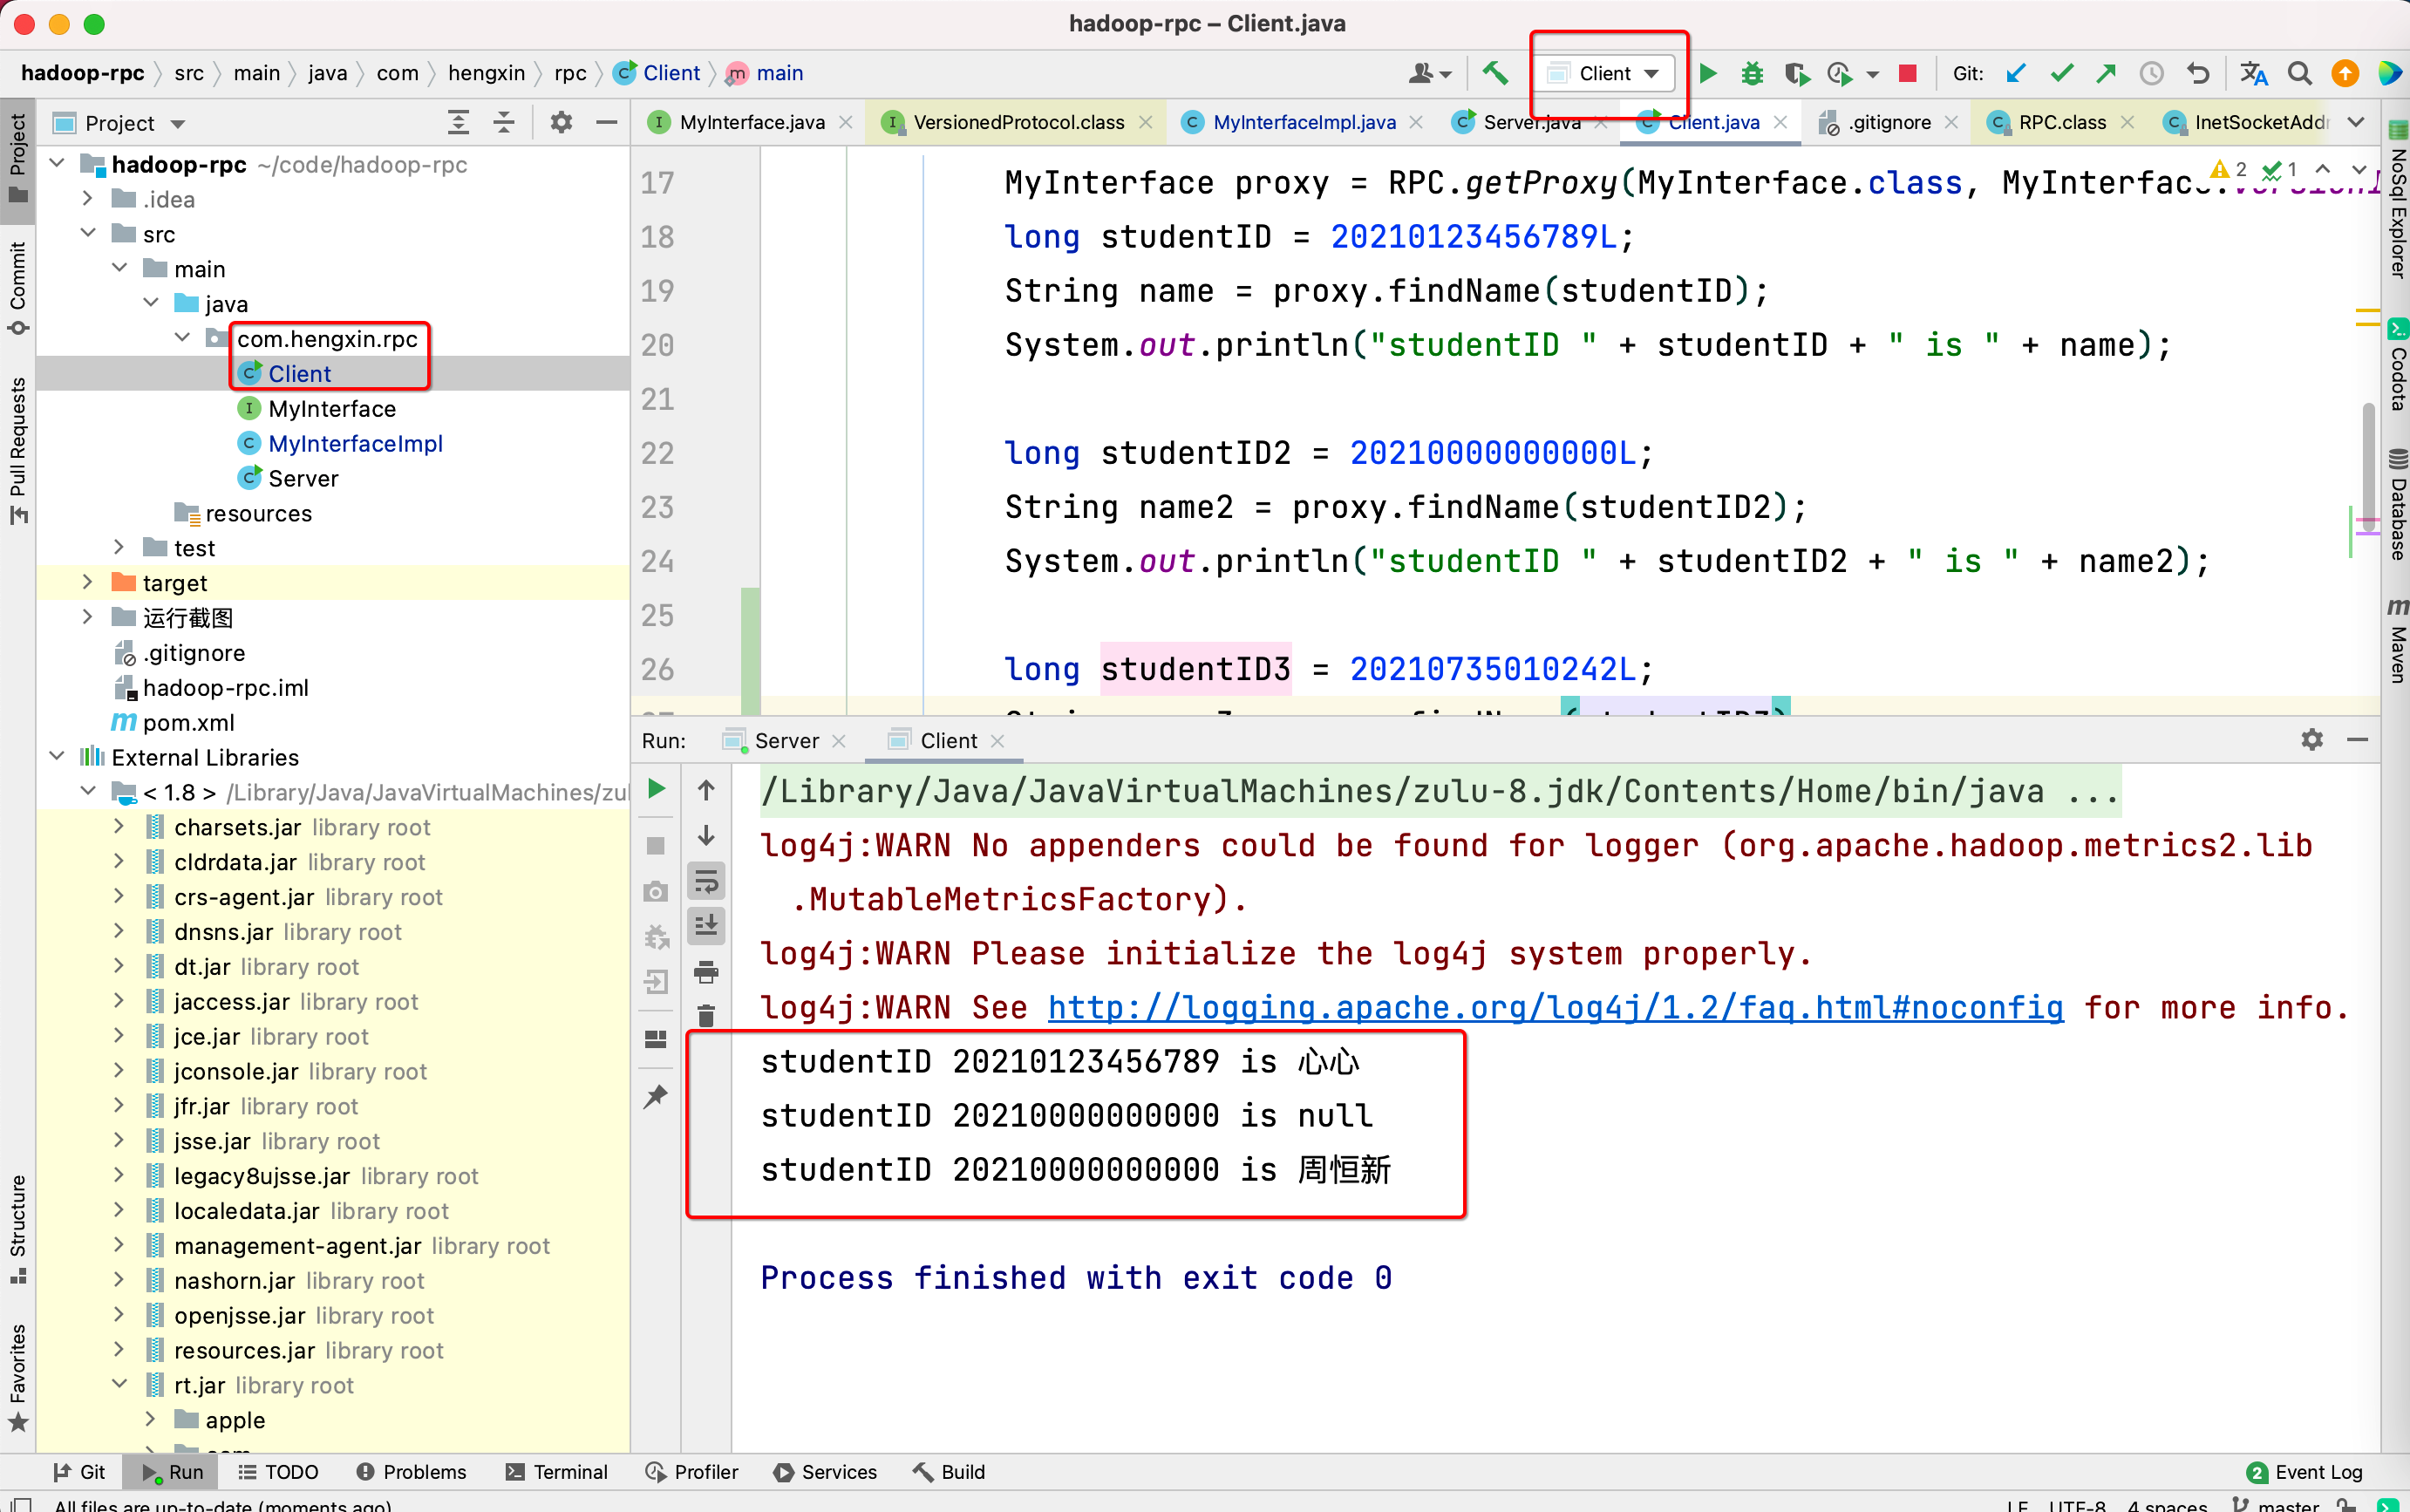 hadoop-rpc – Client.java
hadoop-rpc src main java com hengxin rpc Client main
Client Git:
Project
MyInterface.java VersionedProtocol.class MyInterfaceImpl.java Server.java Client.java .gitignore RPC.class InetSocketAddr
hadoop-rpc ~/code/hadoop-rpc
.idea
src
main
java
com.hengxin.rpc
Client
MyInterface
MyInterfaceImpl
Server
resources
test
target
运行截图
.gitignore
hadoop-rpc.iml
pom.xml
External Libraries
< 1.8 > /Library/Java/JavaVirtualMachines/zul
charsets.jar library root
cldrdata.jar library root
crs-agent.jar library root
dnsns.jar library root
dt.jar library root
jaccess.jar library root
jce.jar library root
jconsole.jar library root
jfr.jar library root
jsse.jar library root
legacy8ujsse.jar library root
localedata.jar library root
management-agent.jar library root
nashorn.jar library root
openjsse.jar library root
resources.jar library root
rt.jar library root
apple
2 1
17 MyInterface proxy = RPC.getProxy(MyInterface.class, MyInterface.
18 long studentID = 20210123456789L;
19 String name = proxy.findName(studentID);
20 System.out.println("studentID " + studentID + " is " + name);
21
22 long studentID2 = 20210000000000L;
23 String name2 = proxy.findName(studentID2);
24 System.out.println("studentID " + studentID2 + " is " + name2);
25
26 long studentID3 = 20210735010242L;
Run: Server Client
/Library/Java/JavaVirtualMachines/zulu-8.jdk/Contents/Home/bin/java ...
log4j:WARN No appenders could be found for logger (org.apache.hadoop.metrics2.lib
.MutableMetricsFactory).
log4j:WARN Please initialize the log4j system properly.
log4j:WARN See http://logging.apache.org/log4j/1.2/faq.html#noconfig for more info.
studentID 20210123456789 is 心心
studentID 20210000000000 is null
studentID 20210000000000 is 周恒新
Process finished with exit code 0
Project
Commit
Pull Requests
Structure
Favorites
NoSql Explorer
Codota
Database
Maven
Git Run TODO Problems Terminal Profiler Services Build 2 Event Log
All files are up-to-date (moments ago) LF UTF-8 4 spaces master